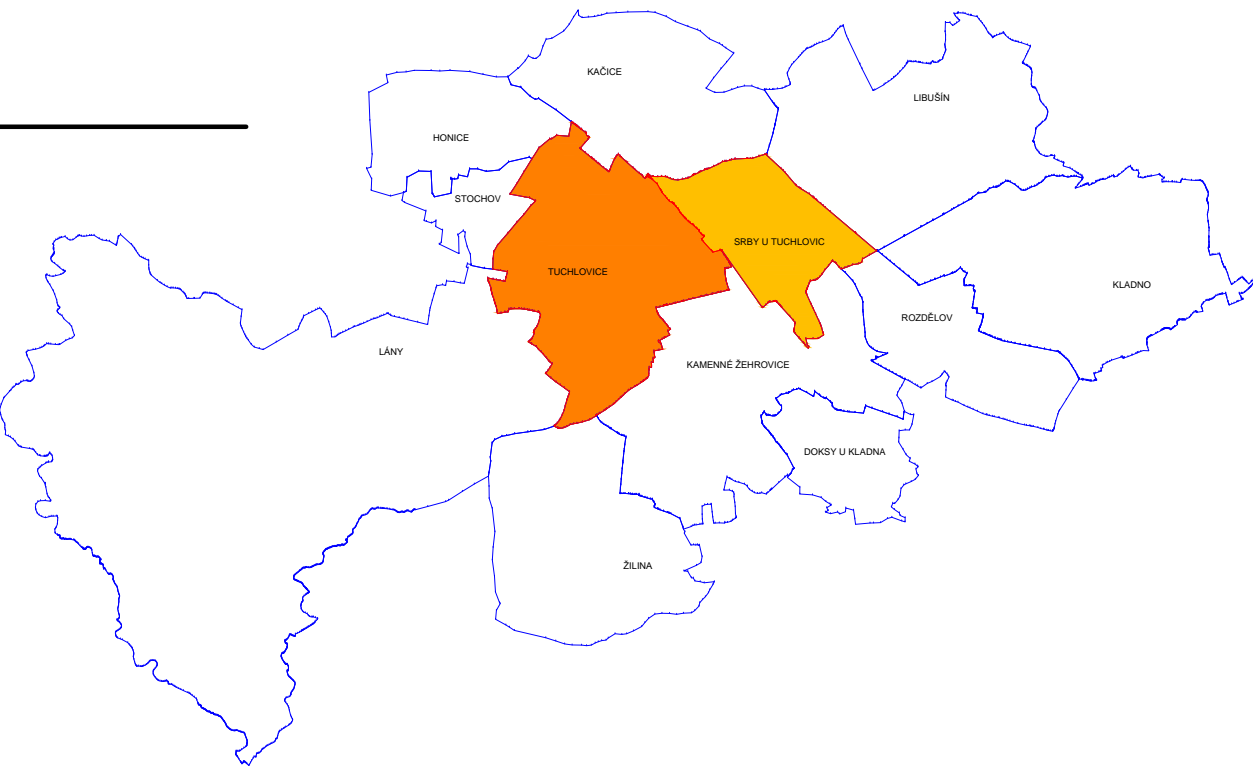 KAČICE
LIBUŠÍN
HONICE
STOCHOV
SRBY U TUCHLOVIC
TUCHLOVICE
KLADNO
ROZDĚLOV
LÁNY
KAMENNÉ ŽEHROVICE
DOKSY U KLADNA
ŽILINA